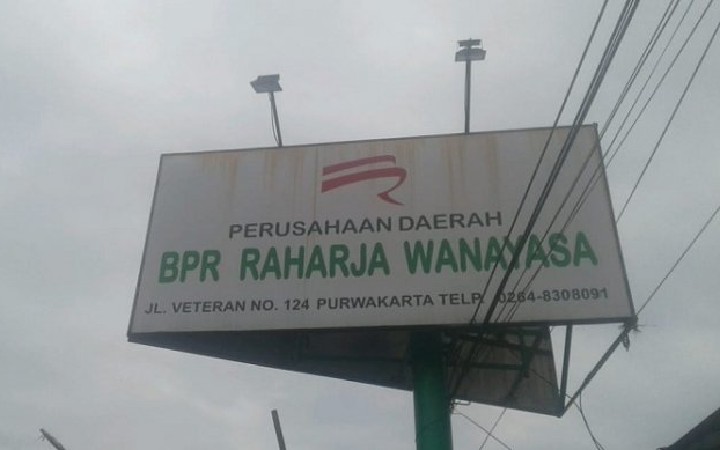 PERUSAHAAN DAERAH
BPR RAHARJA WANAYASA
JL. VETERAN NO. 124 PURWAKARTA TELP. 0264-8308091